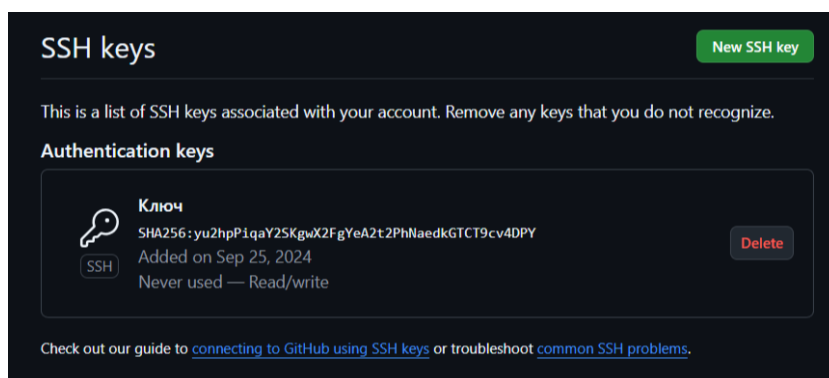 SSH keys
New SSH key
This is a list of SSH keys associated with your account. Remove any keys that you do not recognize.
Authentication keys
Ключ
SHA256:yu2hpPiqaY2SKgwX2FgYeA2t2PhNaedkGTCT9cv4DPY
SSH
Added on Sep 25, 2024
Never used — Read/write
Delete
Check out our guide to connecting to GitHub using SSH keys or troubleshoot common SSH problems.